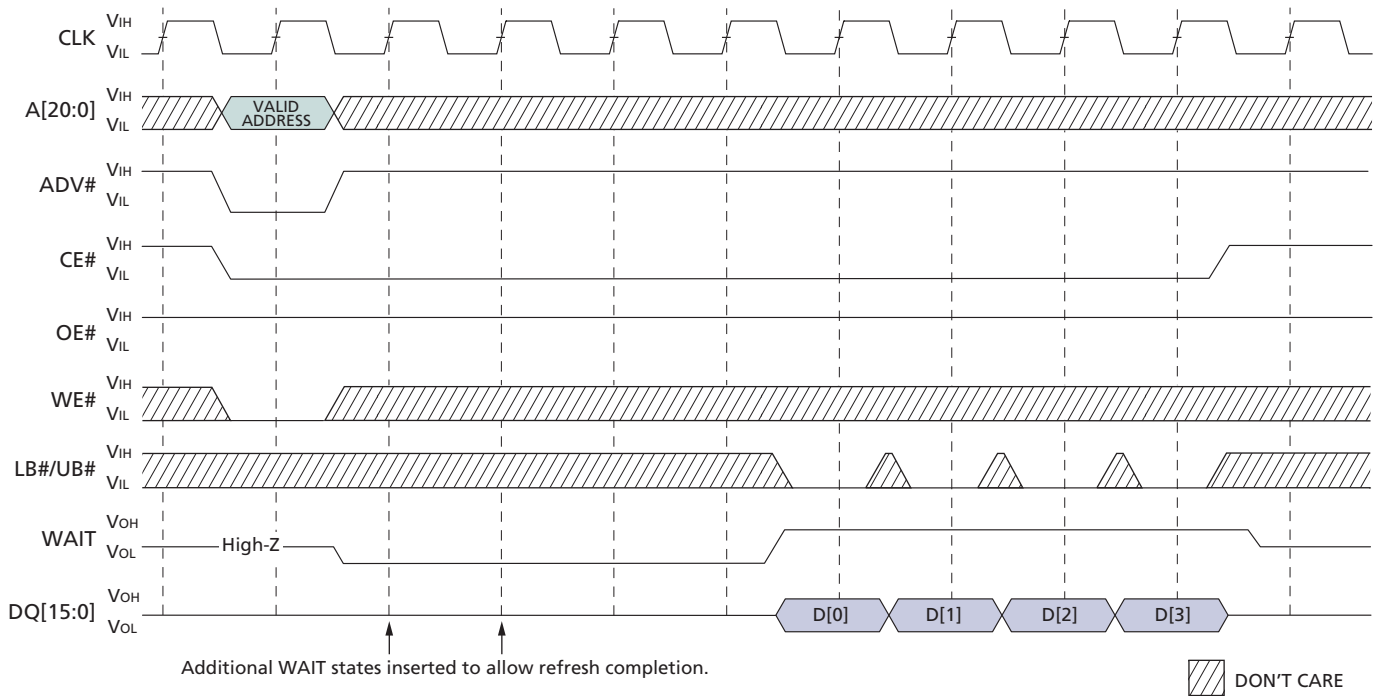 CLK VIH
VIL
A[20:0] VIH
VIL
VALID
ADDRESS
ADV# VIH
VIL
CE# VIH
VIL
OE# VIH
VIL
WE# VIH
VIL
LB#/UB# VIH
VIL
WAIT VOH
VOL
High-Z
DQ[15:0] VOH
VOL
D[0] D[1] D[2] D[3]
Additional WAIT states inserted to allow refresh completion.
DON'T CARE